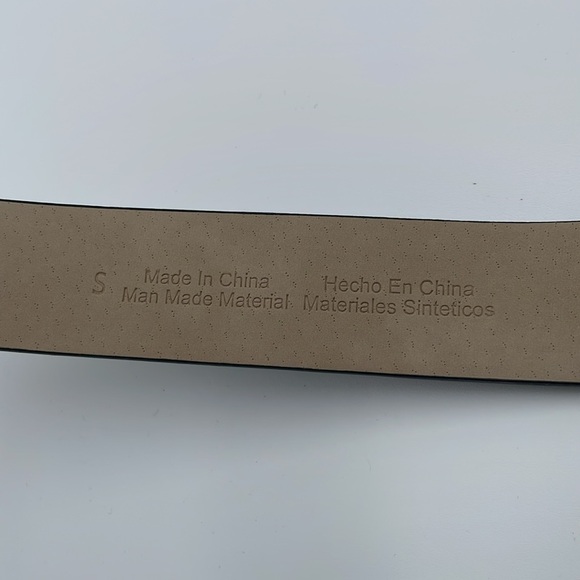 S
Made In China
Man Made Material
Hecho En China
Materiales Sinteticos